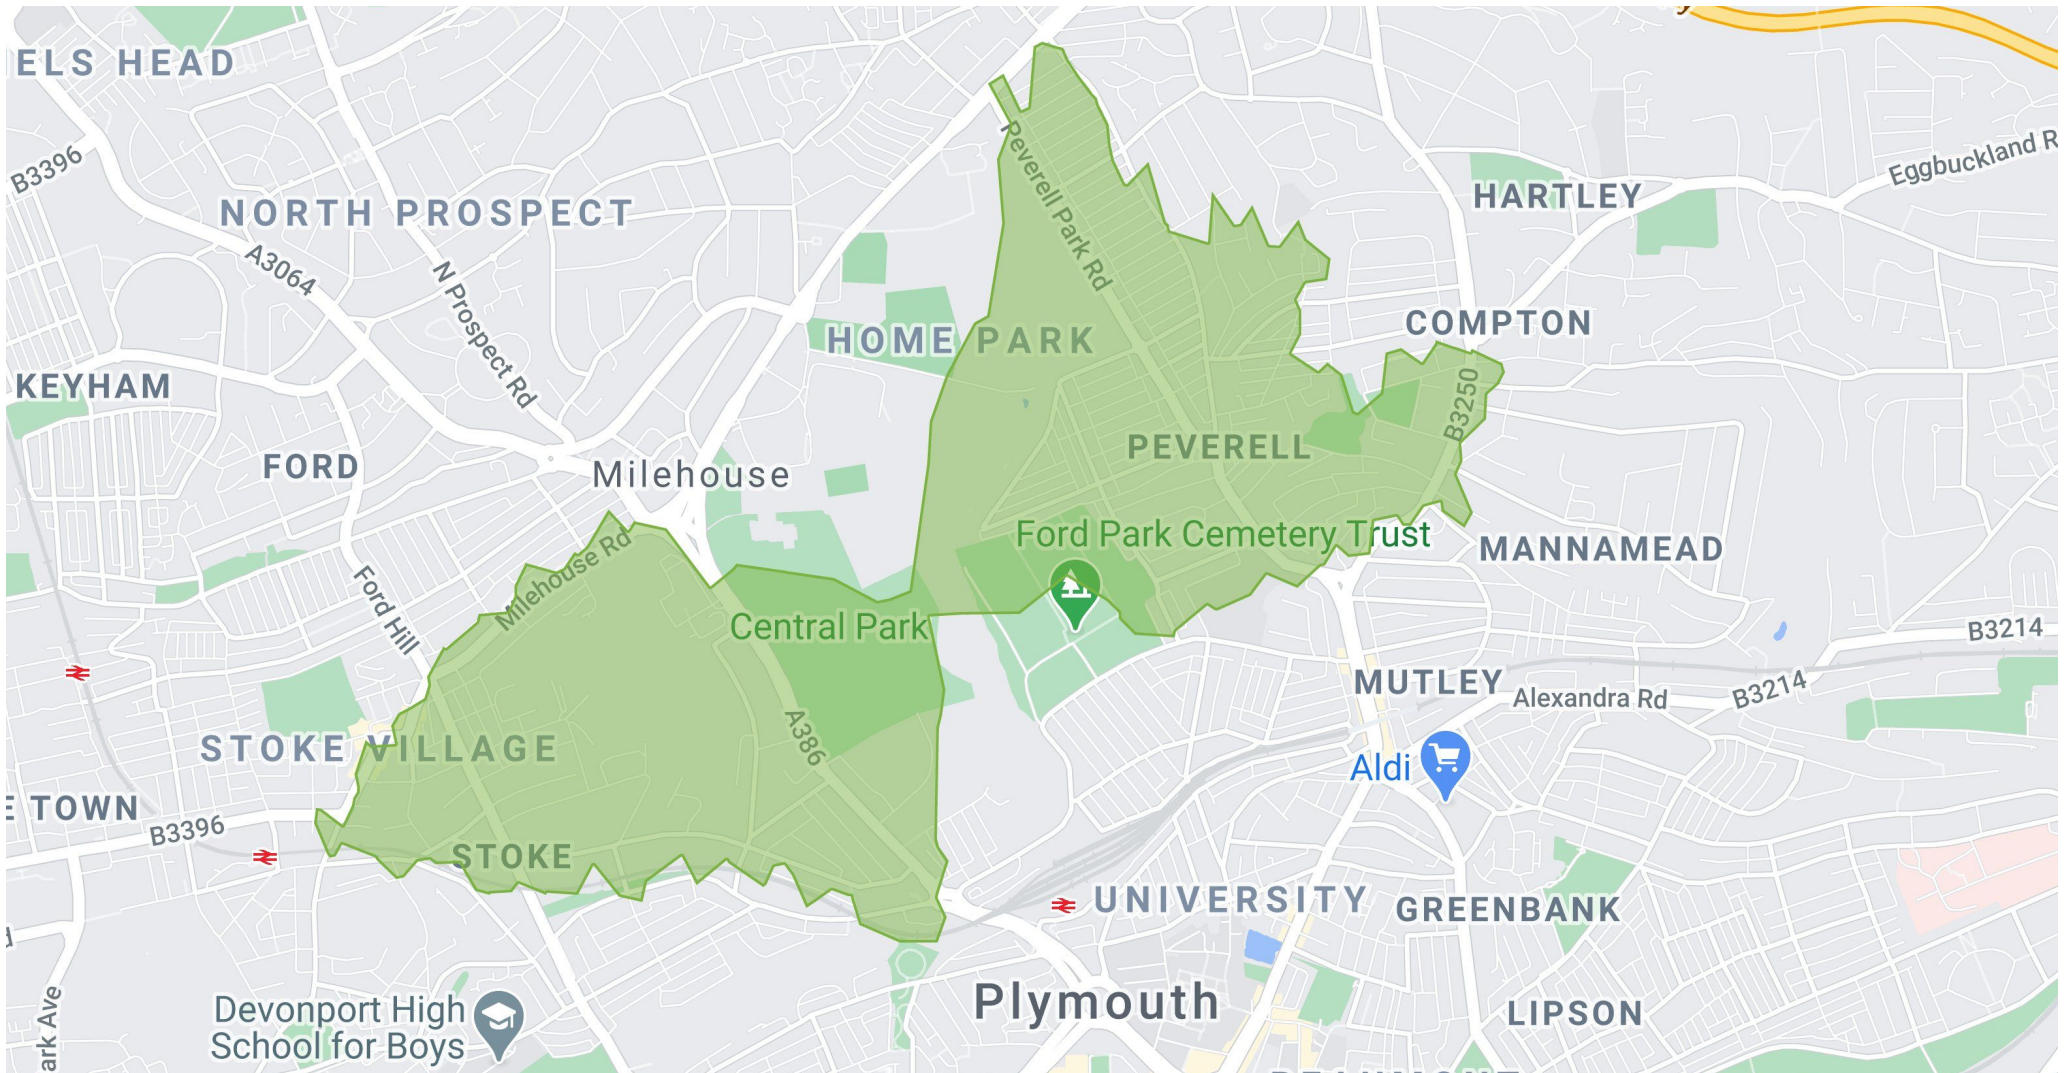 ELS HEAD
B3396
NORTH PROSPECT
A3064
N Prospect Rd
Peverell Park Rd
HARTLEY
Eggbuckland R
HOME PARK
COMPTON
KEYHAM
B3250
FORD
Milehouse
PEVERELL
Ford Park Cemetery Trust
MANNAMEAD
Milehouse Rd
Ford Hill
Central Park
B3214
MUTLEY
Alexandra Rd
B3214
A386
STOKE VILLAGE
Aldi
E TOWN
B3396
STOKE
UNIVERSITY
GREENBANK
Plymouth
Devonport High
School for Boys
LIPSON
ark Ave